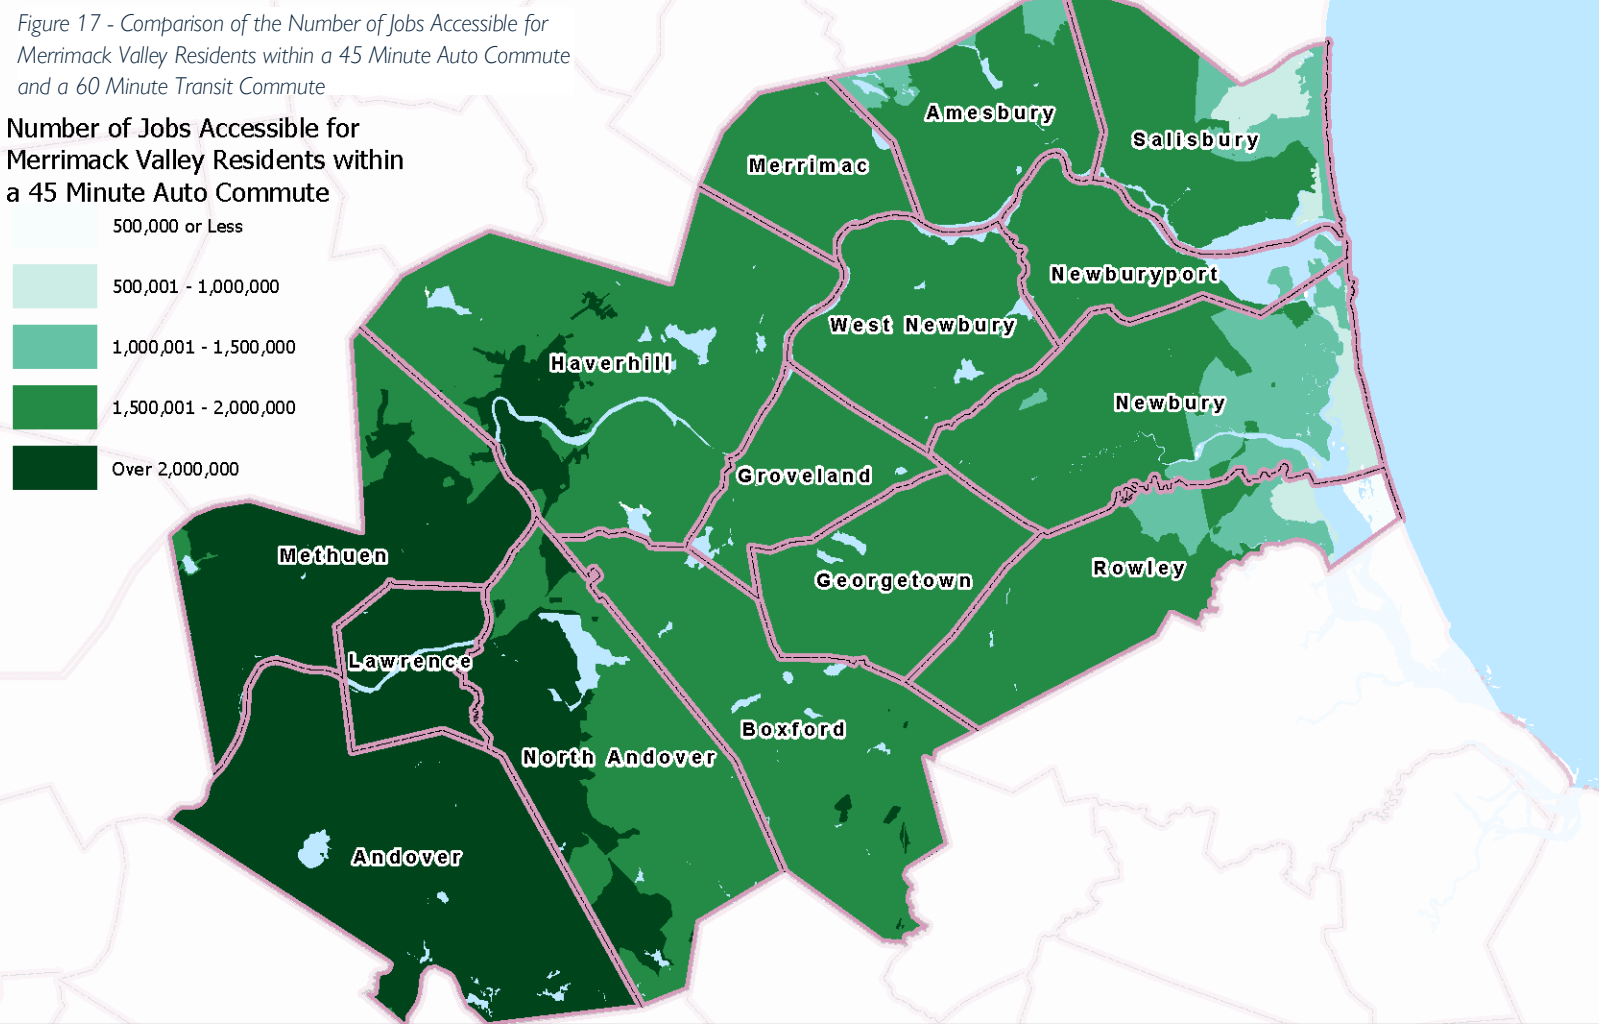 Figure 17 - Comparison of the Number of Jobs Accessible for
Merrimack Valley Residents within a 45 Minute Auto Commute
and a 60 Minute Transit Commute
Number of Jobs Accessible for
Merrimack Valley Residents within
a 45 Minute Auto Commute
500,000 or Less
500,001 - 1,000,000
1,000,001 - 1,500,000
1,500,001 - 2,000,000
Over 2,000,000
Amesbury
Salisbury
Merrimac
Newburyport
West Newbury
Haverhill
Newbury
Groveland
Methuen
Georgetown
Rowley
Lawrence
Boxford
North Andover
Andover